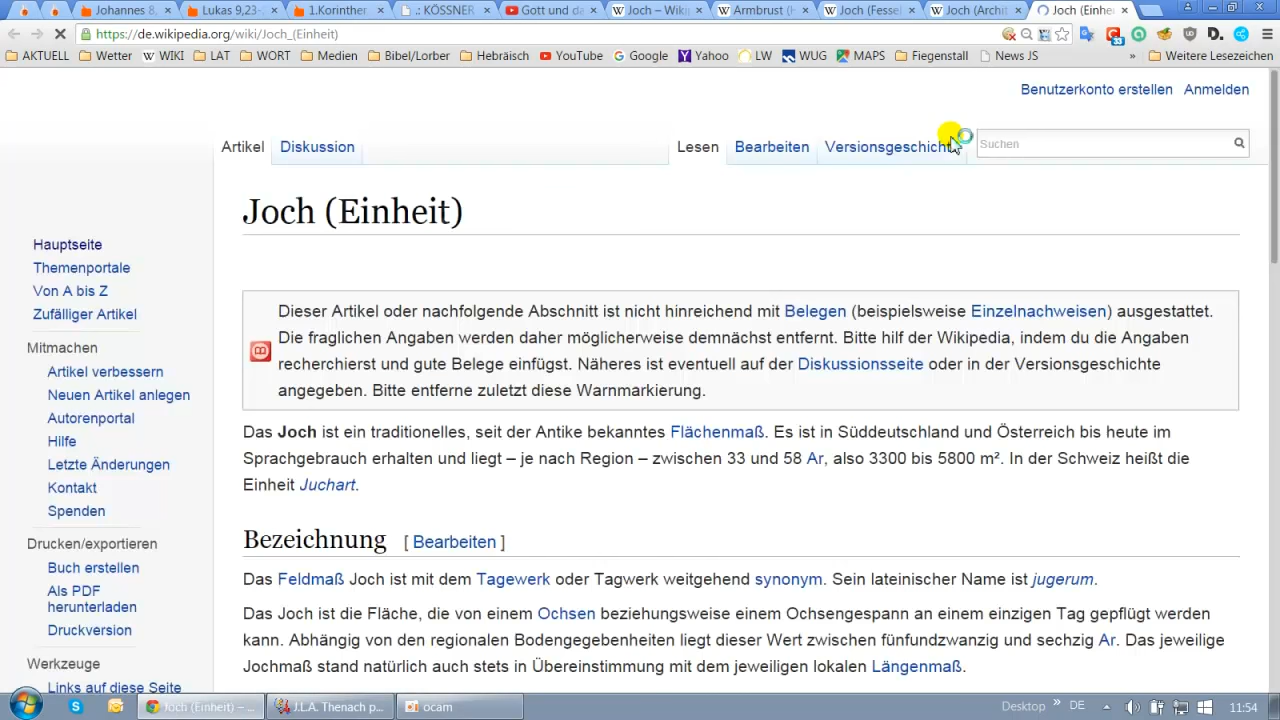 Johannes 8, × Lukas 9,23- × 1.Korinther × .: KÖSSNER × Gott und da × Joch – Wiki × Armbrust (H × Joch (Fessel × Joch (Archit × Joch (Einhei ×
https://de.wikipedia.org/wiki/Joch_(Einheit)
AKTUELL Wetter WIKI LAT WORT Medien Bibel/Lorber Hebräisch YouTube Google Yahoo LW WUG MAPS Fiegenstall News JS » Weitere Lesezeichen
Benutzerkonto erstellen Anmelden
Artikel Diskussion Lesen Bearbeiten Versionsgeschicht Suchen
Joch (Einheit)
Hauptseite
Themenportale
Von A bis Z
Zufälliger Artikel
Mitmachen
Artikel verbessern
Neuen Artikel anlegen
Autorenportal
Hilfe
Letzte Änderungen
Kontakt
Spenden
Drucken/exportieren
Buch erstellen
Als PDF
herunterladen
Druckversion
Werkzeuge
Links auf diese Seite
Dieser Artikel oder nachfolgende Abschnitt ist nicht hinreichend mit Belegen (beispielsweise Einzelnachweisen) ausgestattet.
Die fraglichen Angaben werden daher möglicherweise demnächst entfernt. Bitte hilf der Wikipedia, indem du die Angaben
recherchierst und gute Belege einfügst. Näheres ist eventuell auf der Diskussionsseite oder in der Versionsgeschichte
angegeben. Bitte entferne zuletzt diese Warnmarkierung.
Das Joch ist ein traditionelles, seit der Antike bekanntes Flächenmaß. Es ist in Süddeutschland und Österreich bis heute im
Sprachgebrauch erhalten und liegt – je nach Region – zwischen 33 und 58 Ar, also 3300 bis 5800 m². In der Schweiz heißt die
Einheit Juchart.
Bezeichnung [ Bearbeiten ]
Das Feldmaß Joch ist mit dem Tagewerk oder Tagwerk weitgehend synonym. Sein lateinischer Name ist jugerum.
Das Joch ist die Fläche, die von einem Ochsen beziehungsweise einem Ochsengespann an einem einzigen Tag gepflügt werden
kann. Abhängig von den regionalen Bodengegebenheiten liegt dieser Wert zwischen fünfundzwanzig und sechzig Ar. Das jeweilige
Jochmaß stand natürlich auch stets in Übereinstimmung mit dem jeweiligen lokalen Längenmaß.
Joch (Einheit) – ... J.L.A. Thenach p... ocam Desktop » DE 11:54